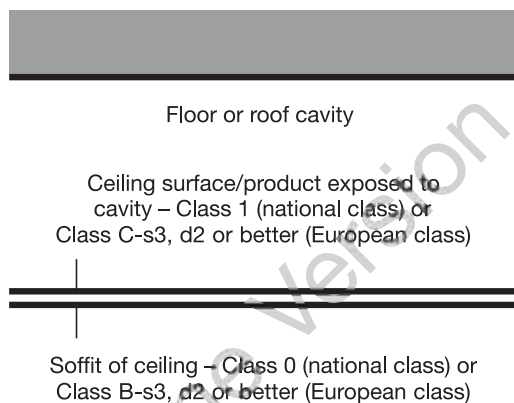 Floor or roof cavity
Ceiling surface/product exposed to
cavity – Class 1 (national class) or
Class C-s3, d2 or better (European class)
Soffit of ceiling – Class 0 (national class) or
Class B-s3, d2 or better (European class)
Version